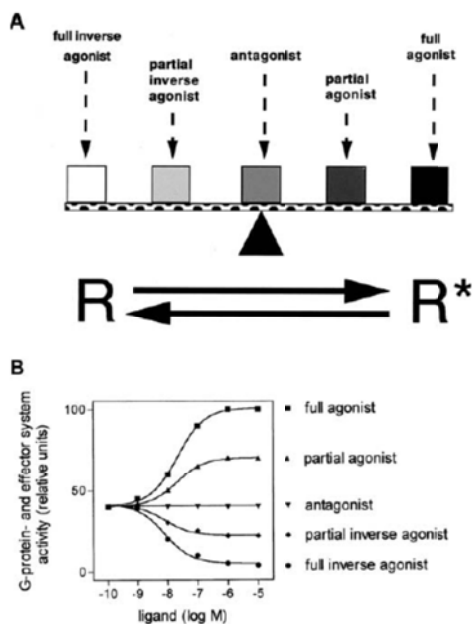 A
full inverse
agonist
partial
inverse
agonist
antagonist
partial
agonist
full
agonist
R
R*
B
G-protein- and effector system
activity (relative units)
100
50
0
-10 -9 -8 -7 -6 -5
ligand (log M)
full agonist
partial agonist
antagonist
partial inverse agonist
full inverse agonist